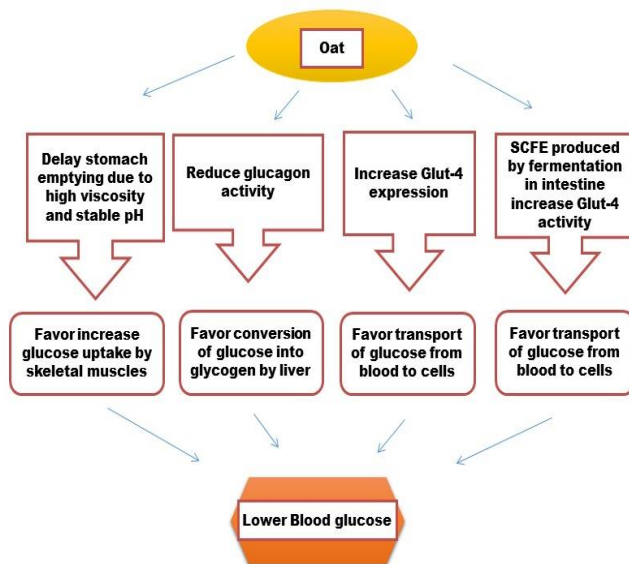 Oat
Delay stomach
emptying due to
high viscosity
and stable pH
Reduce glucagon
activity
Increase Glut-4
expression
SCFE produced
by fermentation
in intestine
increase Glut-4
activity
Favor increase
glucose uptake by
skeletal muscles
Favor conversion
of glucose into
glycogen by liver
Favor transport
of glucose from
blood to cells
Favor transport
of glucose from
blood to cells
Lower Blood glucose